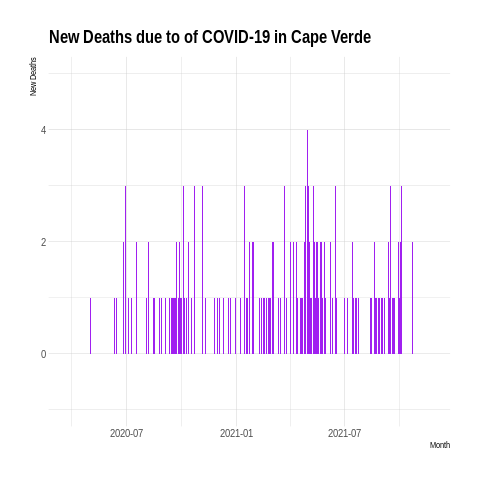 New Deaths due to of COVID-19 in Cape Verde
New Deaths
4
2
0
2020-07
2021-01
2021-07
Month